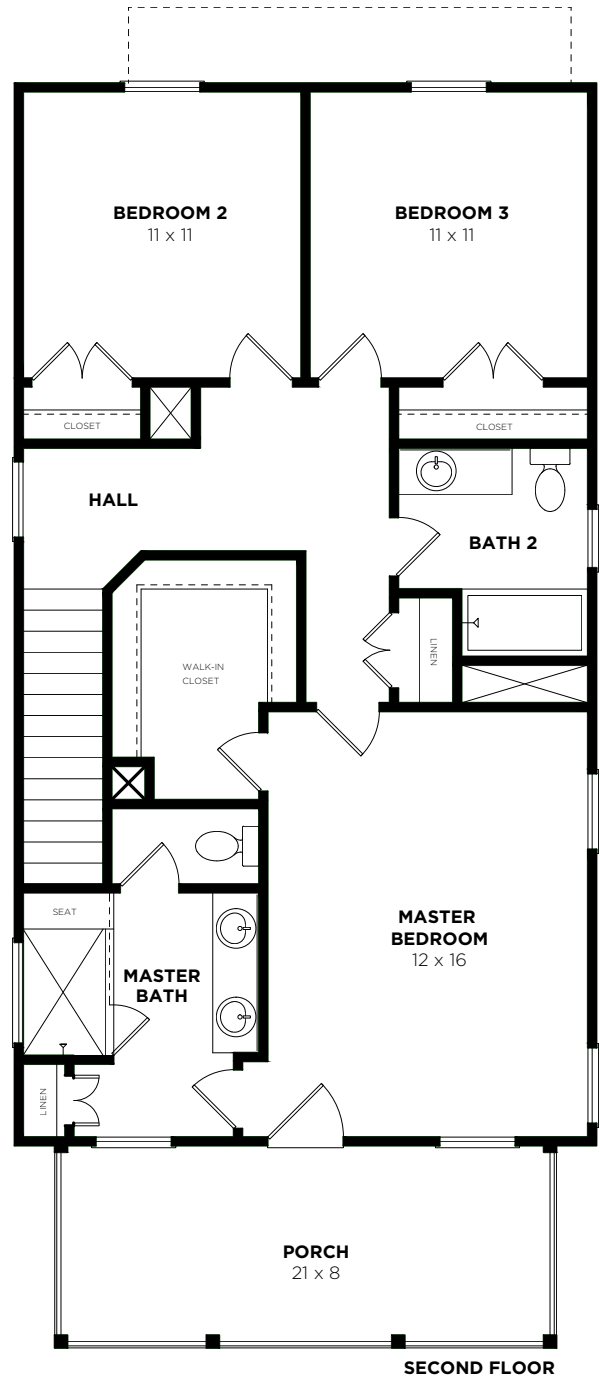 BEDROOM 2
11 x 11
BEDROOM 3
11 x 11
CLOSET
CLOSET
HALL
BATH 2
LINEN
WALK-IN
CLOSET
SEAT
MASTER
BEDROOM
12 x 16
MASTER
BATH
LINEN
PORCH
21 x 8
SECOND FLOOR